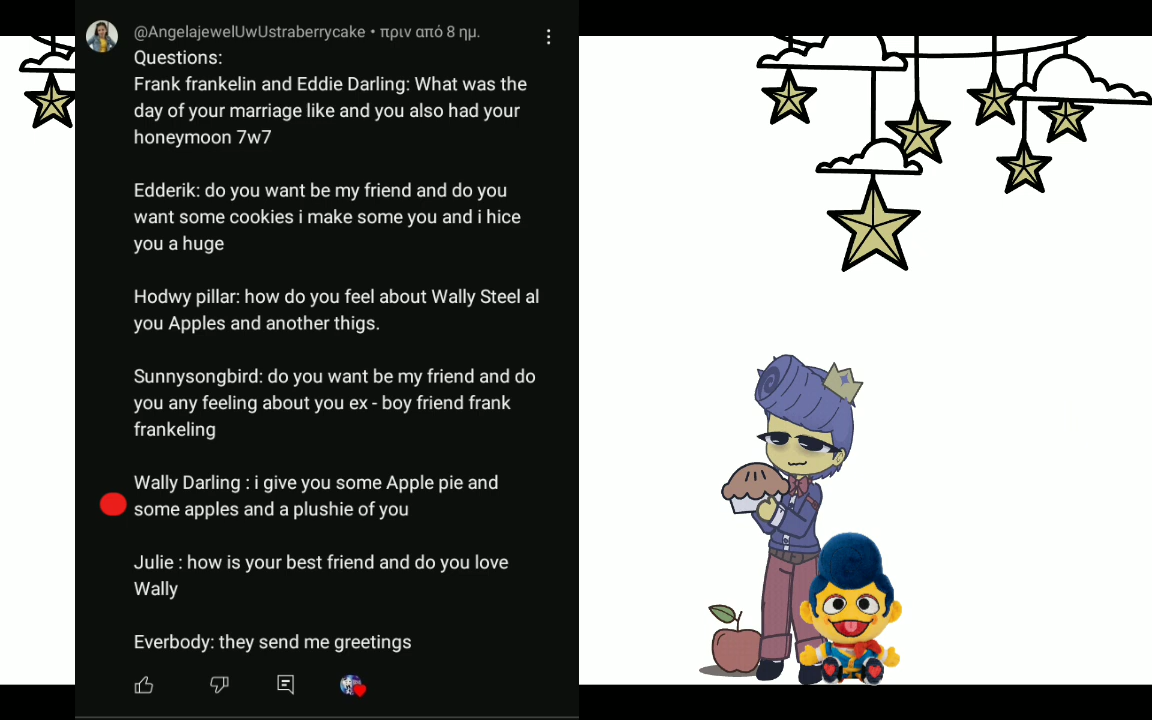 @AngelajewelUwUstraberrycake • πριν από 8 ημ.
Questions:
Frank frankelin and Eddie Darling: What was the
day of your marriage like and you also had your
honeymoon 7w7
Edderik: do you want be my friend and do you
want some cookies i make some you and i hice
you a huge
Hodwy pillar: how do you feel about Wally Steel al
you Apples and another thigs.
Sunnysongbird: do you want be my friend and do
you any feeling about you ex - boy friend frank
frankeling
Wally Darling : i give you some Apple pie and
some apples and a plushie of you
Julie : how is your best friend and do you love
Wally
Everbody: they send me greetings